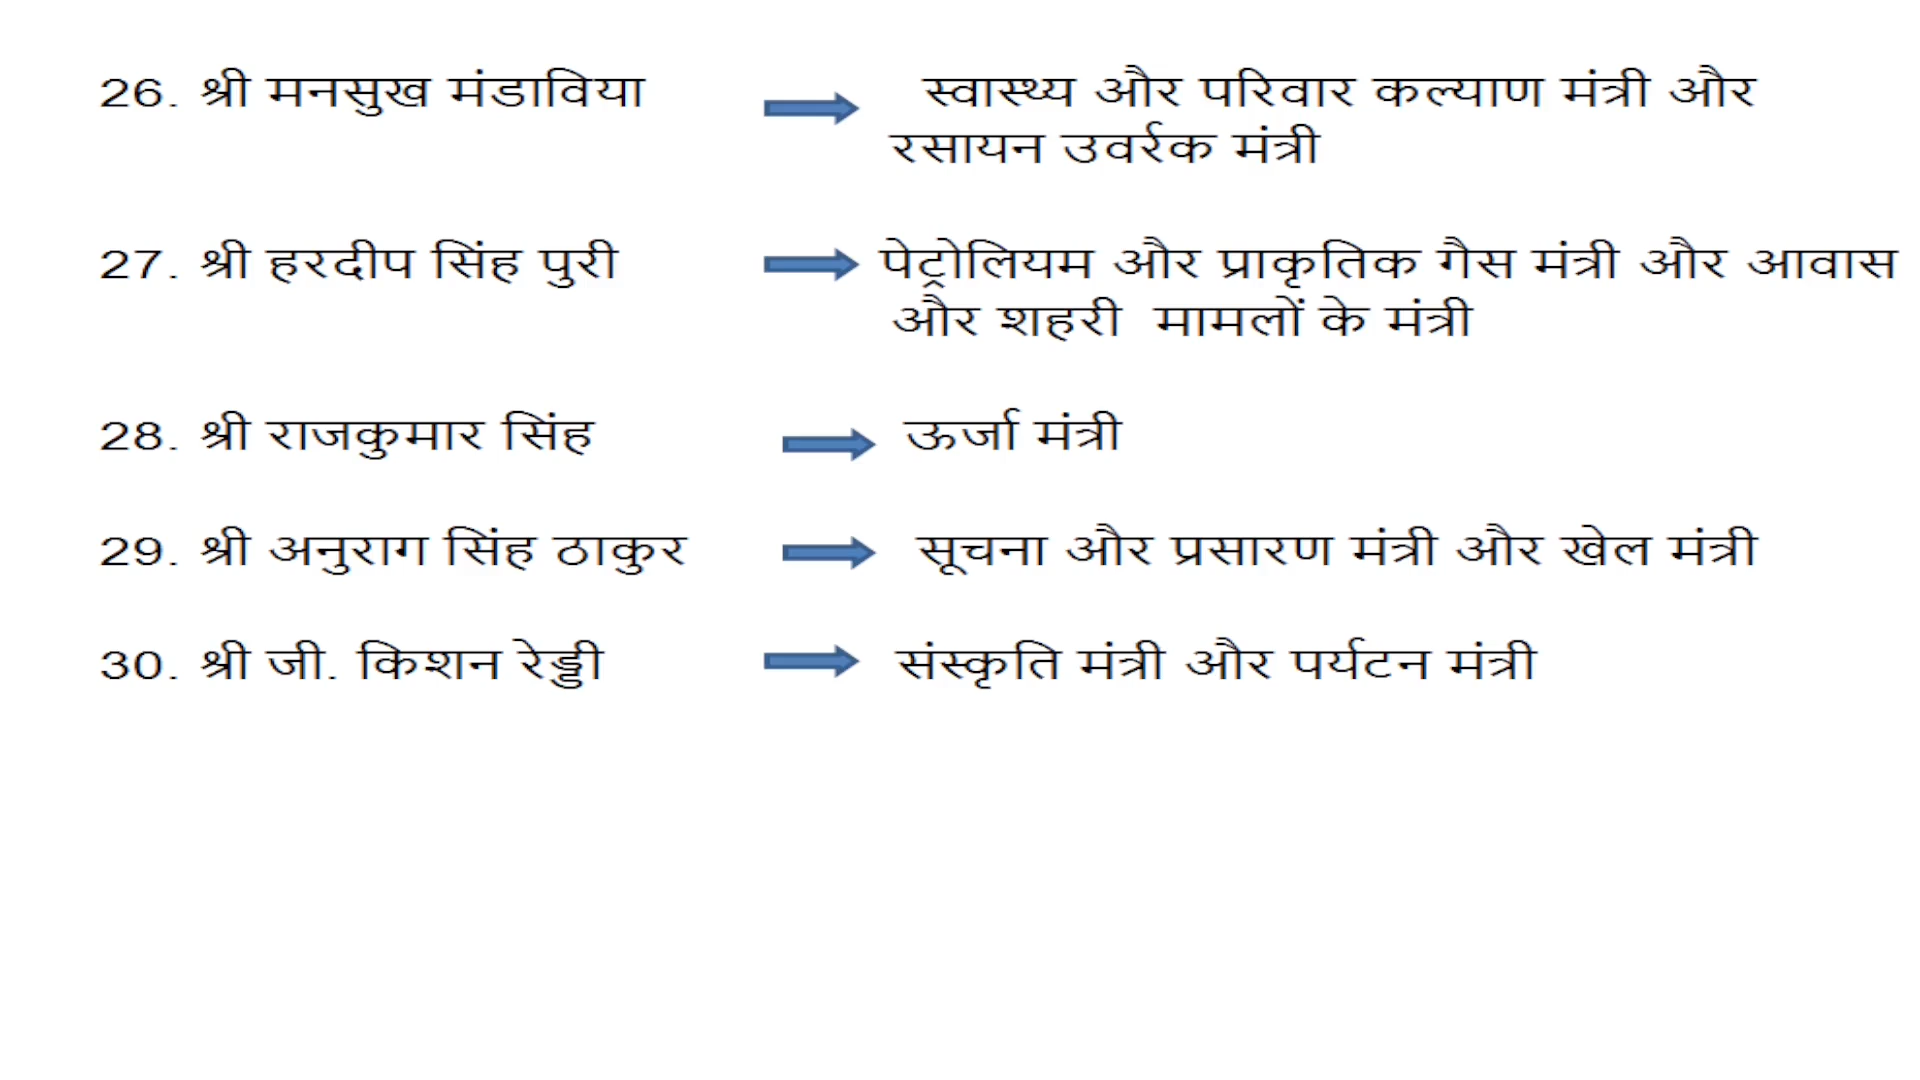 26. श्री मनसुख मंडाविया स्वास्थ्य और परिवार कल्याण मंत्री और
रसायन उवर्रक मंत्री
27. श्री हरदीप सिंह पुरी पेट्रोलियम और प्राकृतिक गैस मंत्री और आवास
और शहरी मामलों के मंत्री
28. श्री राजकुमार सिंह ऊर्जा मंत्री
29. श्री अनुराग सिंह ठाकुर सूचना और प्रसारण मंत्री और खेल मंत्री
30. श्री जी. किशन रेड्डी संस्कृति मंत्री और पर्यटन मंत्री